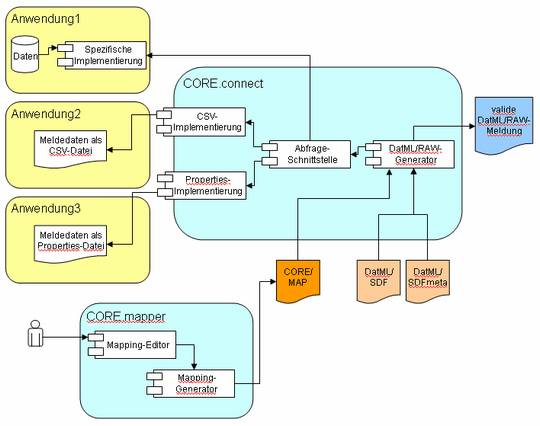 Anwendung1
Daten
Spezifische
Implementierung
CORE.connect
Anwendung2
Meldedaten als
CSV-Datei
CSV-
Implementierung
Abfrage-
Schnittstelle
DatML/RAW-
Generator
valide
DatML/RAW-
Meldung
Properties-
Implementierung
Anwendung3
Meldedaten als
Properties-Datei
CORE/
MAP
DatML/
SDF
DatML/
SDFmeta
CORE.mapper
Mapping-Editor
Mapping-
Generator